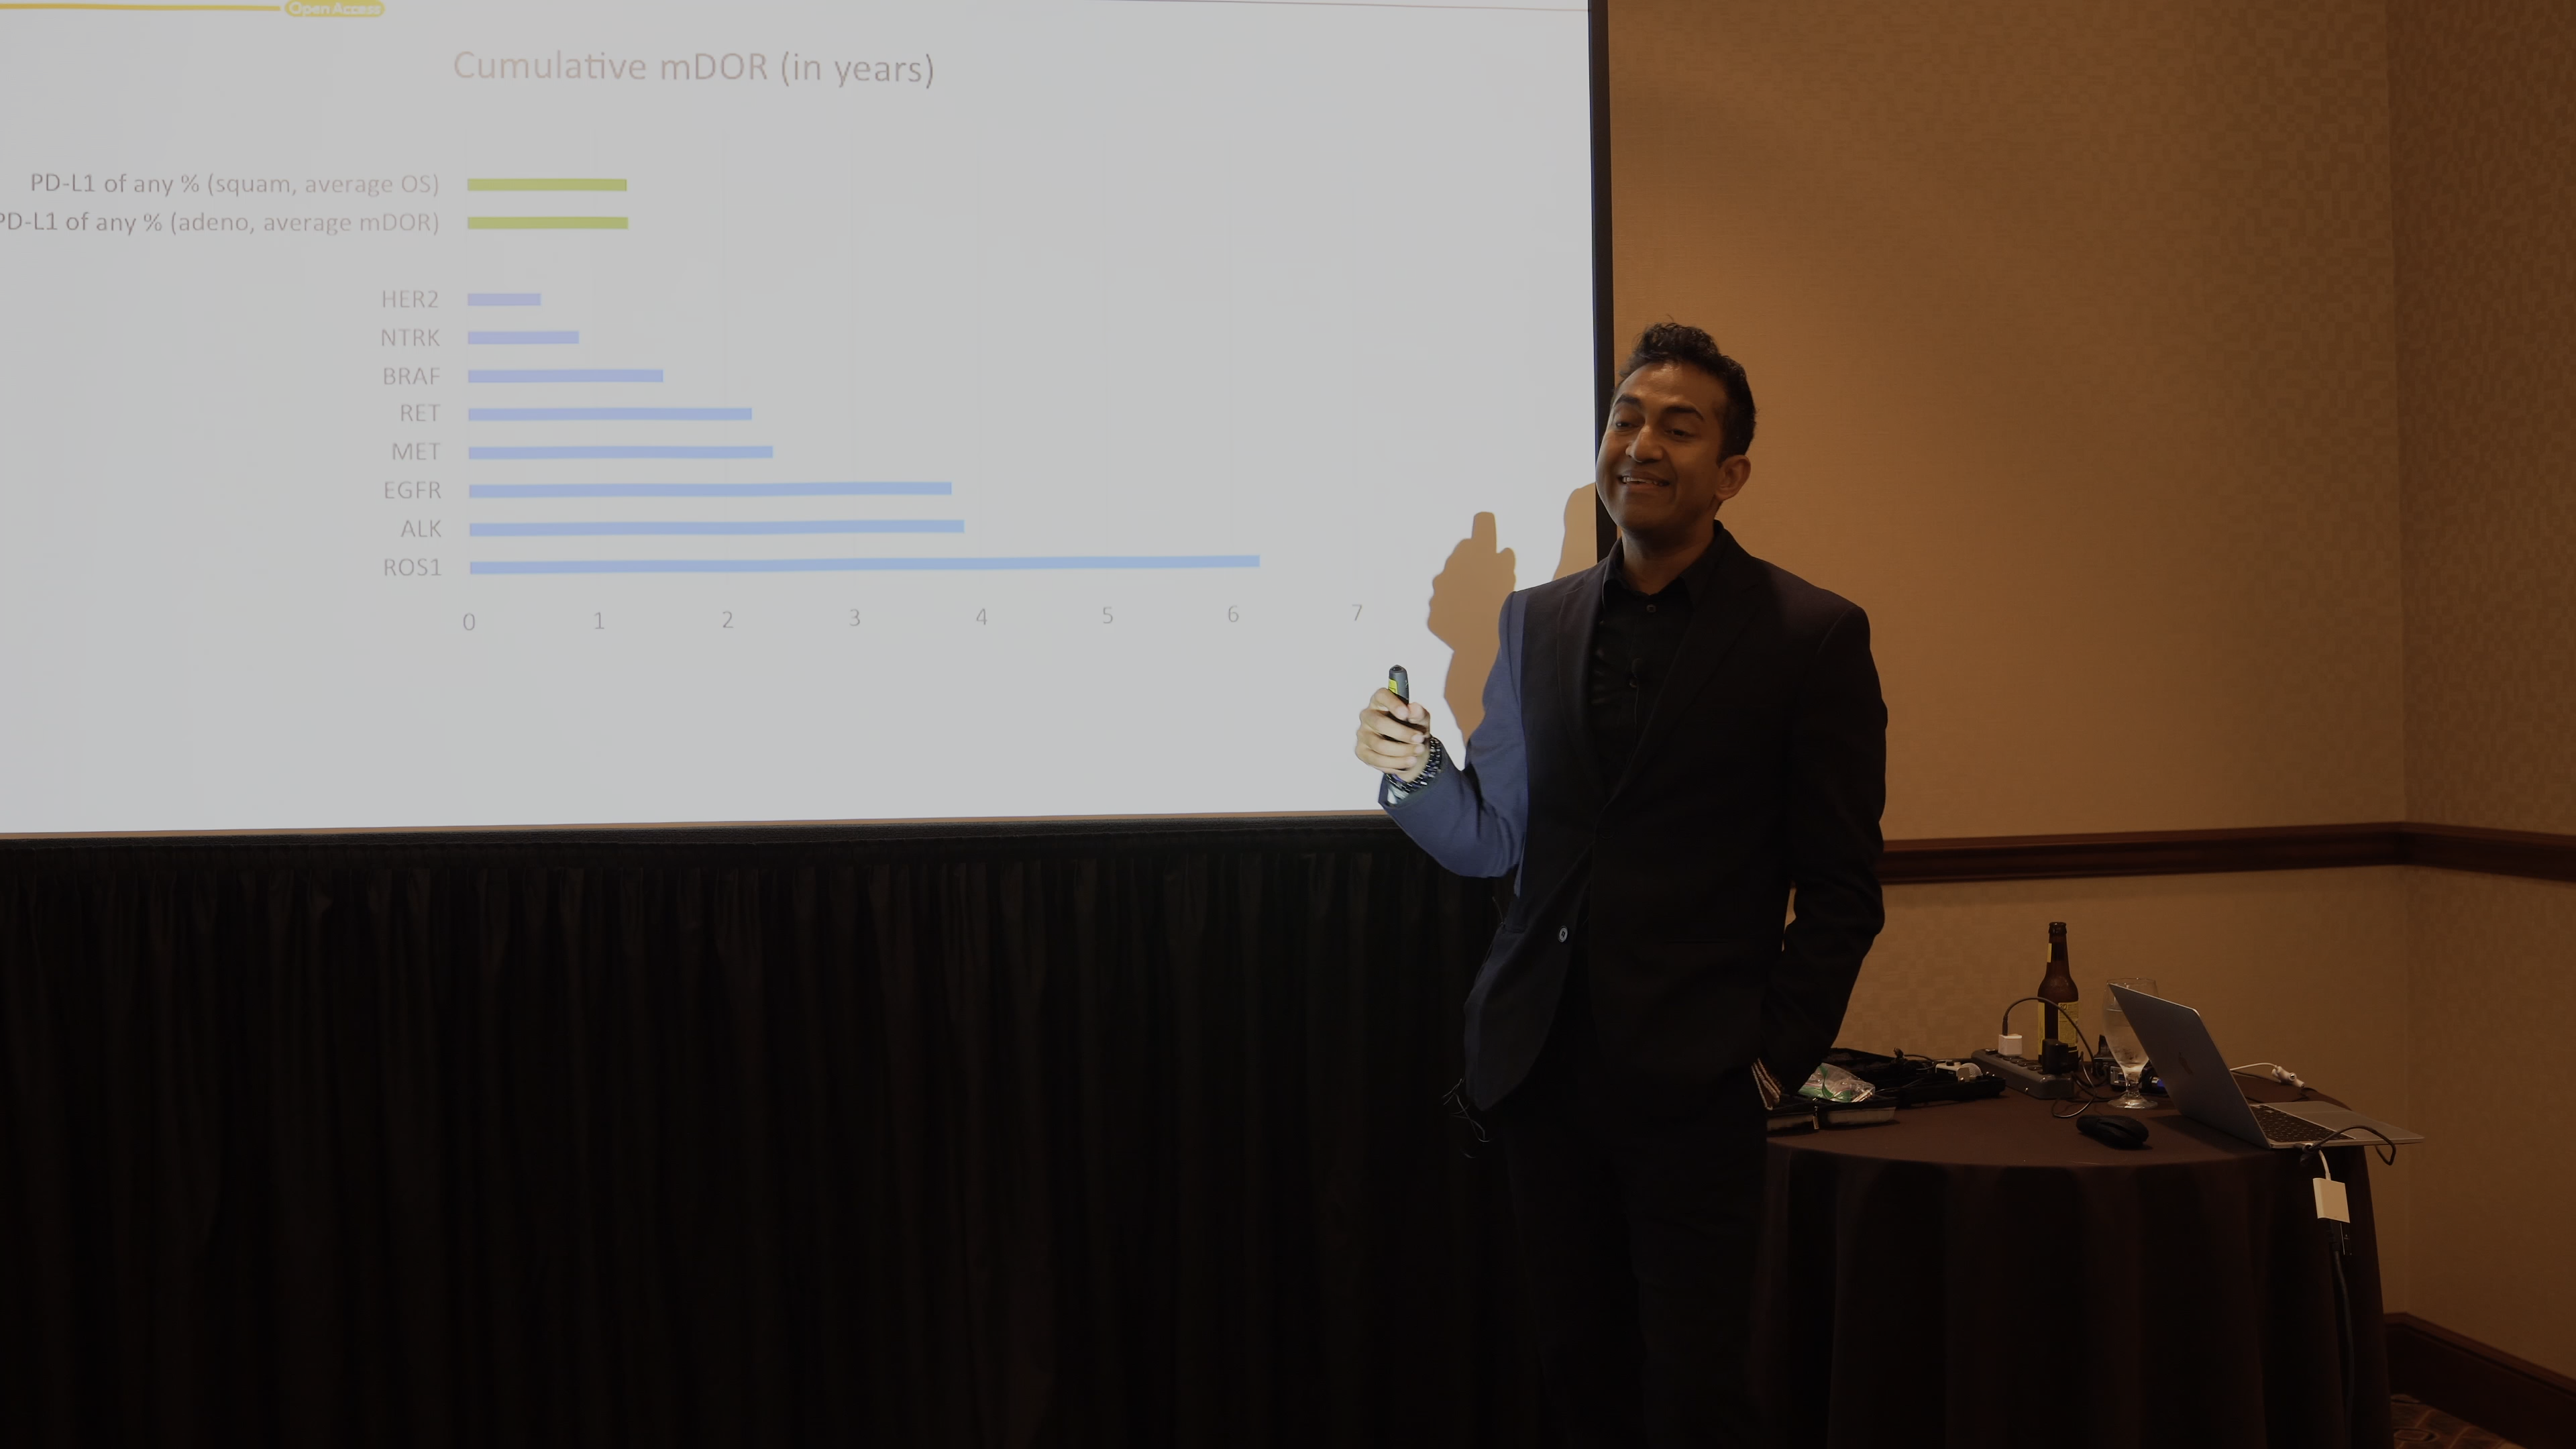 Open Access
Cumulative mDOR (in years)
PD-L1 of any % (squam, average OS)
PD-L1 of any % (adeno, average mDOR)
HER2
NTRK
BRAF
RET
MET
EGFR
ALK
ROS1
0 1 2 3 4 5 6 7